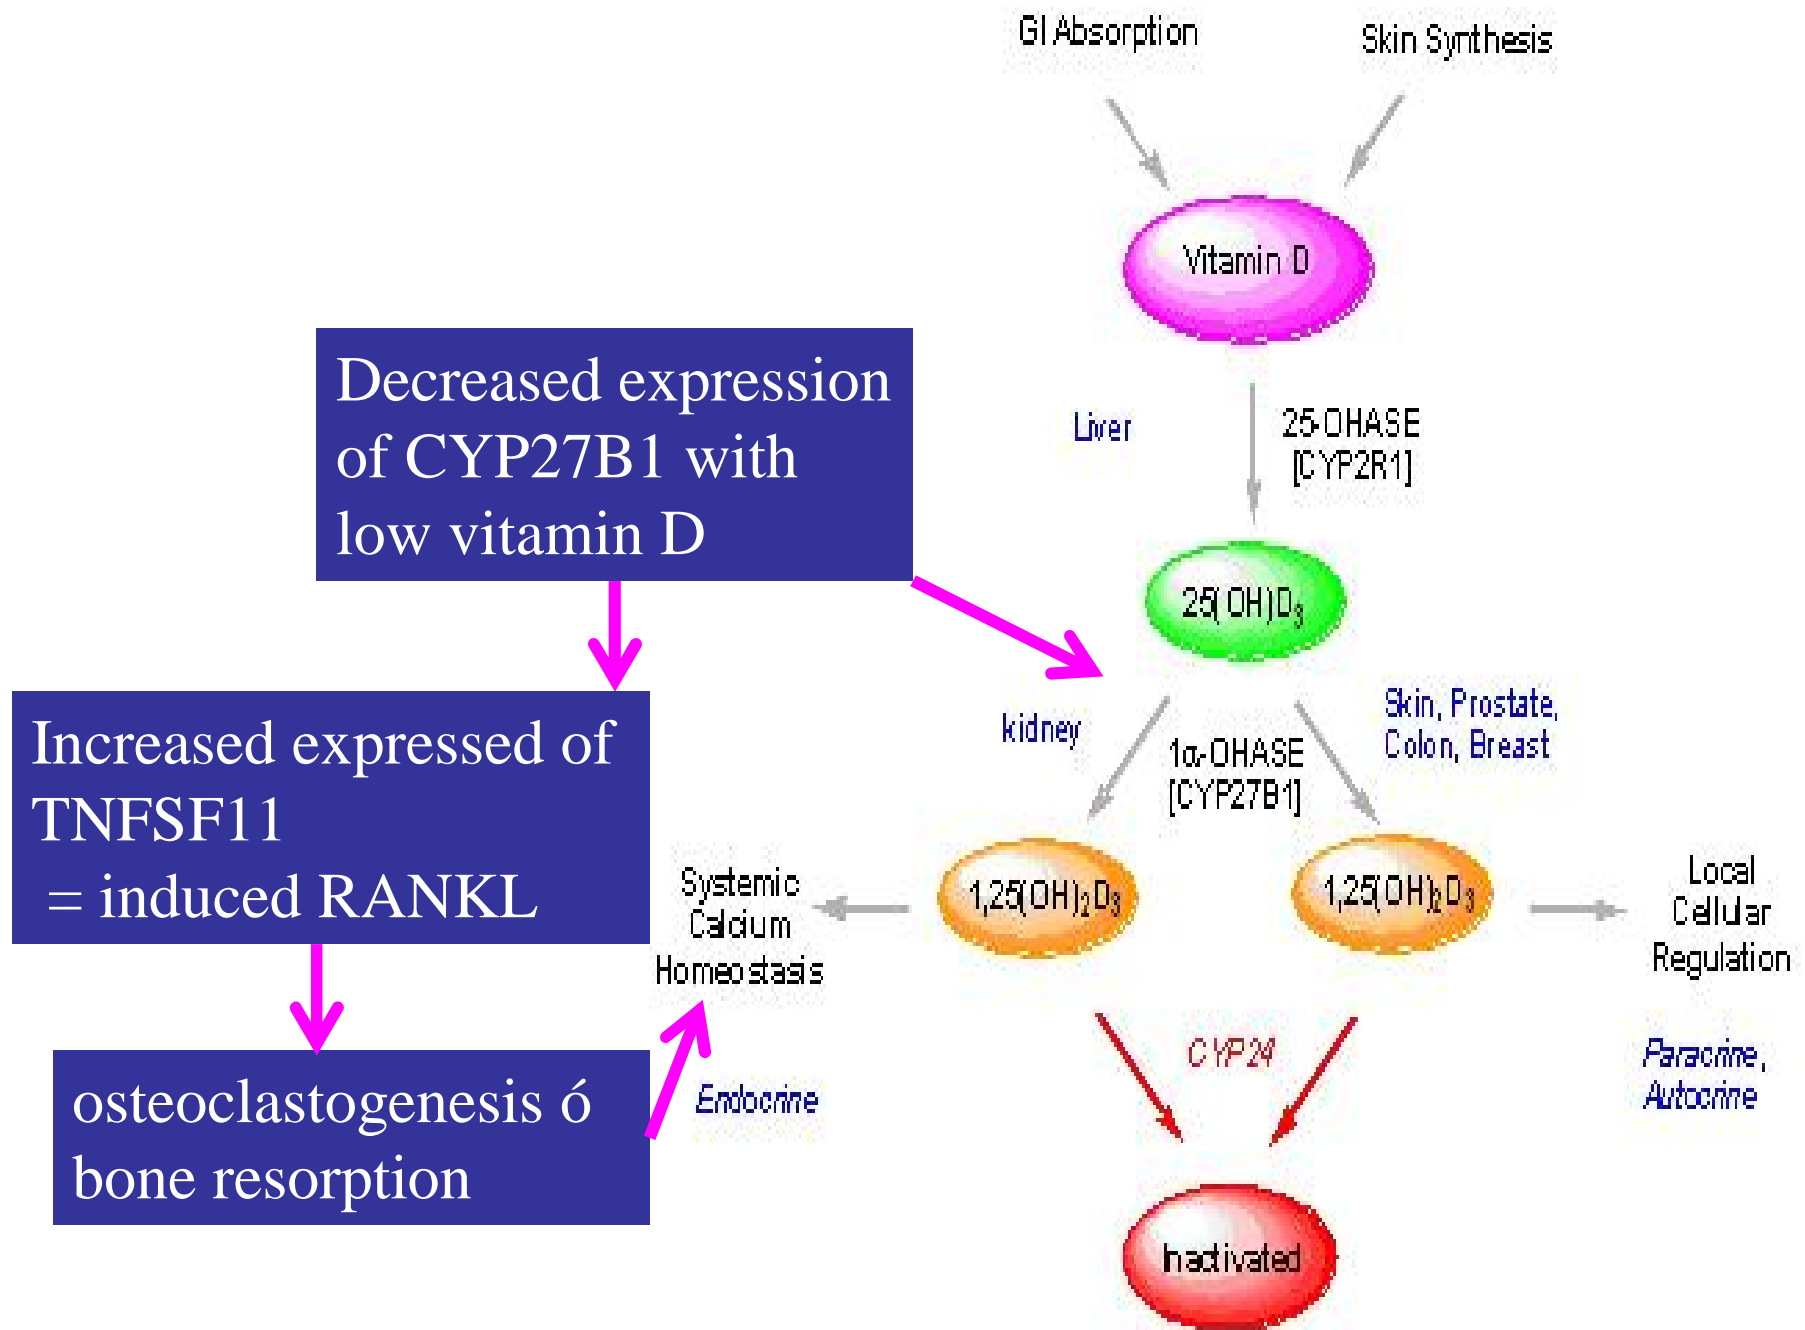 GI Absorption
Skin Synthesis
Vitamin D
Decreased expression
of CYP27B1 with
low vitamin D
Liver
25-OHASE
[CYP2R1]
25(OH)D₃
Increased expressed of
TNFSF11
= induced RANKL
kidney
1α-OHASE
[CYP27B1]
Skin, Prostate,
Colon, Breast
Systemic
Calcium
Homeostasis
1,25(OH)₂D₃
1,25(OH)₂D₃
Local
Cellular
Regulation
osteoclastogenesis ó
bone resorption
Endocrine
CYP24
Paracrine,
Autocrine
Inactivated